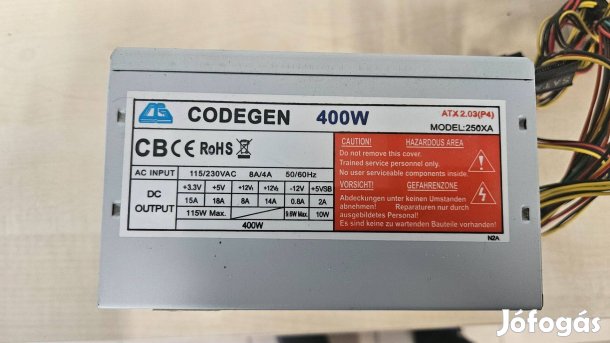 CODEGEN 400W
ATX 2.03(P4)
MODEL:250XA
CB CE RoHS
AC INPUT 115/230VAC 8A/4A 50/60Hz
DC OUTPUT +3.3V +5V +12V₁ +12V₂ -12V +5VSB
15A 18A 8A 14A 0.8A 2A
115W Max. 9.6W Max. 10W
400W
CAUTION! HAZARDOUS AREA
Do not remove this cover.
Trained service personnel only.
No user serviceable components inside.
VORSICHT! GEFAHRENZONE
Abdeckungen unter keinen Umständen
abnehmen! Reparaturen nur durch
ausgebildetes Personal!
Es sind keine zu wartenden Bauteile vorhanden!
N2A
Jófogás